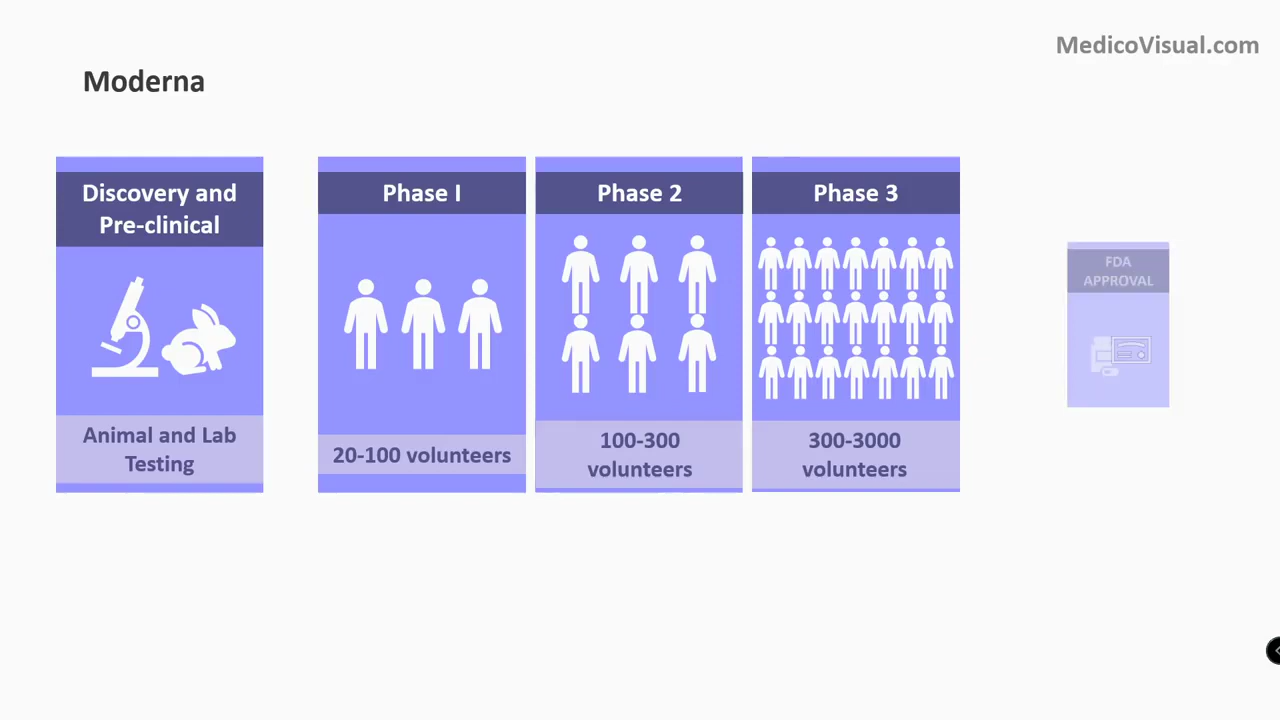 MedicoVisual.com
Moderna
Discovery and
Pre-clinical
Animal and Lab
Testing
Phase I
20-100 volunteers
Phase 2
100-300
volunteers
Phase 3
300-3000
volunteers
FDA
APPROVAL